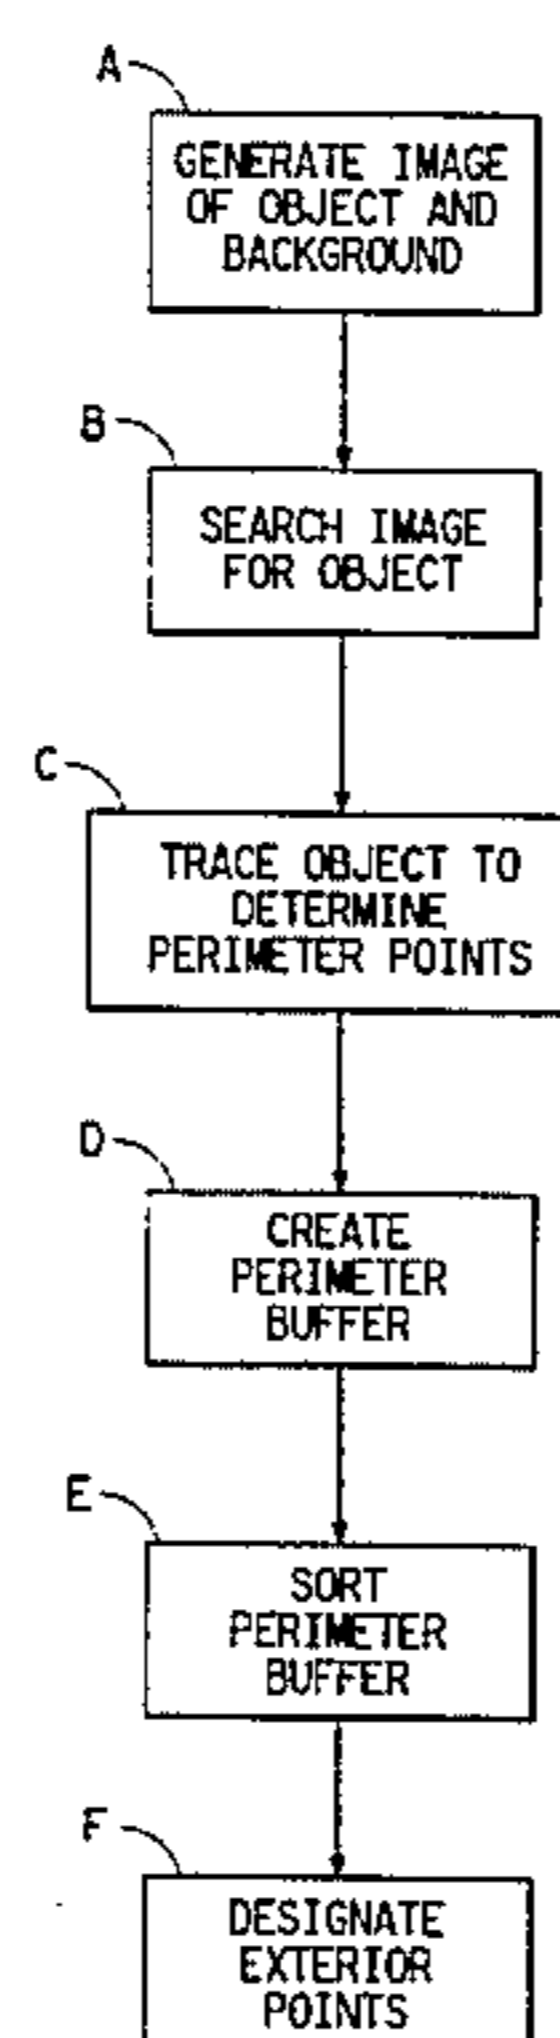 A
GENERATE IMAGE
OF OBJECT AND
BACKGROUND
B
SEARCH IMAGE
FOR OBJECT
C
TRACE OBJECT TO
DETERMINE
PERIMETER POINTS
D
CREATE
PERIMETER
BUFFER
E
SORT
PERIMETER
BUFFER
F
DESIGNATE
EXTERIOR
POINTS